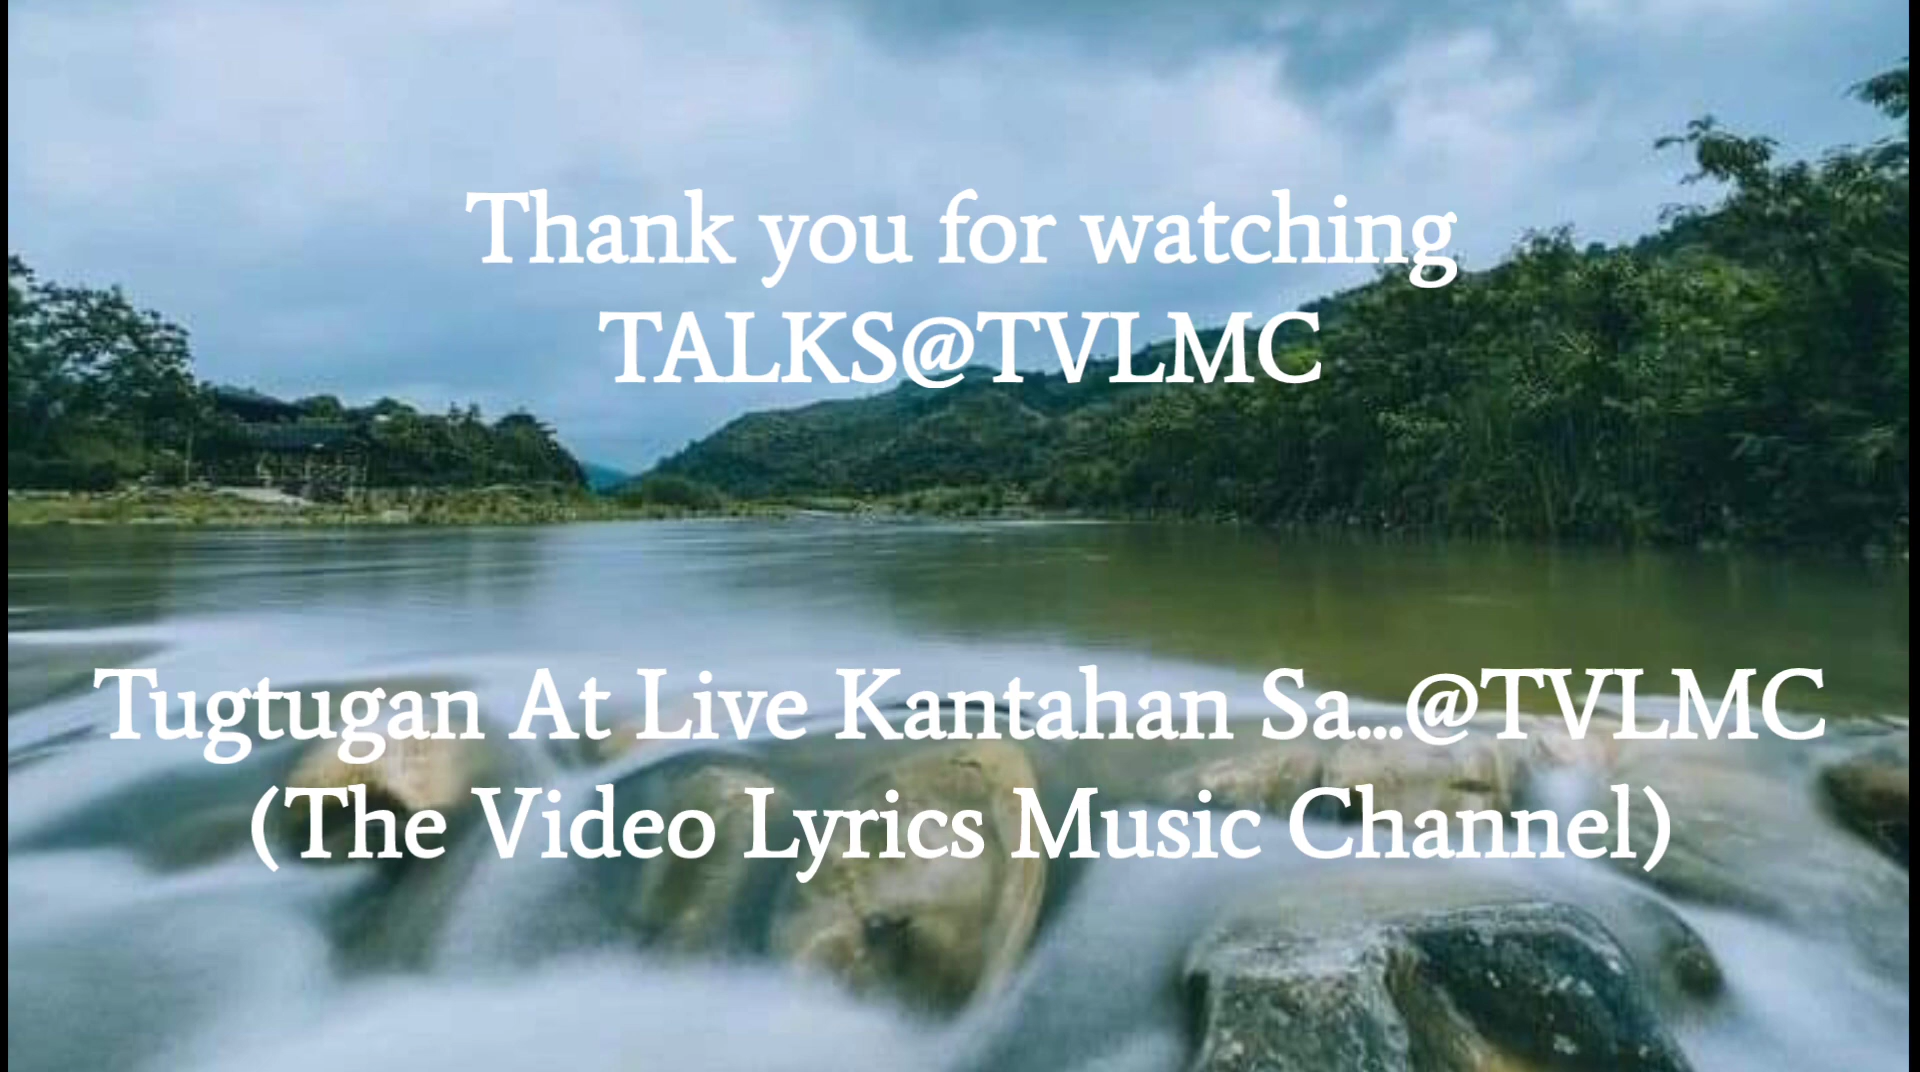 Thank you for watching
TALKS@TVLMC
Tugtugan At Live Kantahan Sa...@TVLMC
(The Video Lyrics Music Channel)